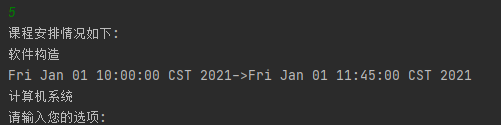 5
课程安排情况如下:
软件构造
Fri Jan 01 10:00:00 CST 2021->Fri Jan 01 11:45:00 CST 2021
计算机系统
请输入您的选项: